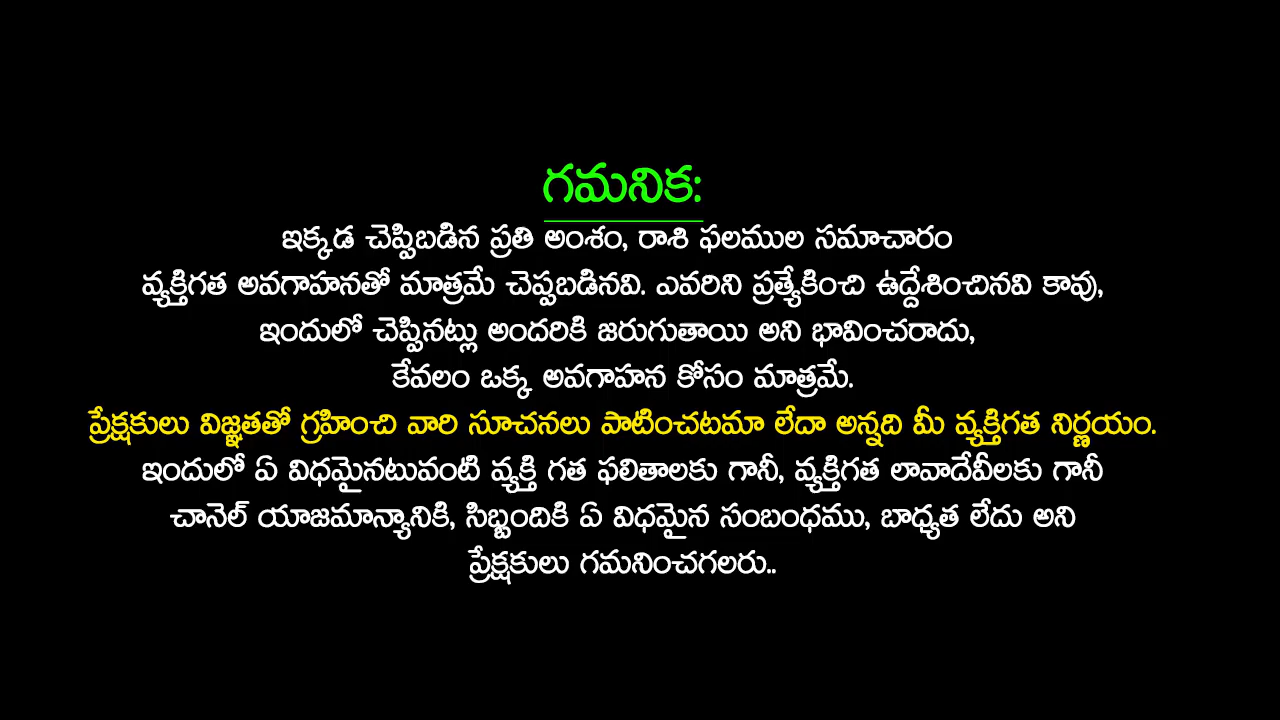 గమనిక:
ఇక్కడ చెప్పిబడిన ప్రతి అంశం, రాశి ఫలముల సమాచారం
వ్యక్తిగత అవగాహనతో మాత్రమే చెప్పబడినవి. ఎవరిని ప్రత్యేకించి ఉద్దేశించినవి కావు,
ఇందులో చెప్పినట్లు అందరికి జరుగుతాయి అని భావించరాదు,
కేవలం ఒక్క అవగాహన కోసం మాత్రమే.
ప్రేక్షకులు విజ్ఞతతో గ్రహించి వారి సూచనలు పాటించటమా లేదా అన్నది మీ వ్యక్తిగత నిర్ణయం.
ఇందులో ఏ విధమైనటువంటి వ్యక్తి గత ఫలితాలకు గానీ, వ్యక్తిగత లావాదేవీలకు గానీ
చానెల్ యాజమాన్యానికి, సిబ్బందికి ఏ విధమైన సంబంధము, బాధ్యత లేదు అని
ప్రేక్షకులు గమనించగలరు..